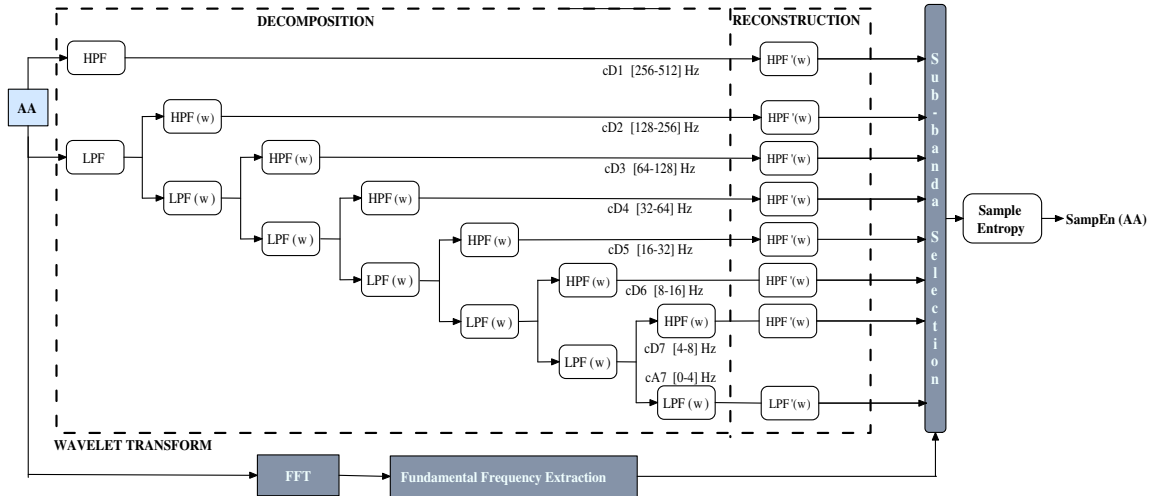 DECOMPOSITION
RECONSTRUCTION
HPF
cD1 [256-512] Hz
HPF'(w)
AA
HPF (w)
cD2 [128-256] Hz
HPF'(w)
LPF
HPF (w)
cD3 [64-128] Hz
HPF'(w)
LPF (w)
HPF (w)
cD4 [32-64] Hz
HPF'(w)
LPF (w)
HPF (w)
cD5 [16-32] Hz
HPF'(w)
LPF (w)
HPF (w)
cD6 [8-16] Hz
HPF'(w)
LPF (w)
HPF (w)
HPF'(w)
cD7 [4-8] Hz
LPF (w)
cA7 [0-4] Hz
LPF (w)
LPF'(w)
Sub-banda Selection
Sample
Entropy
SampEn (AA)
WAVELET TRANSFORM
FFT
Fundamental Frequency Extraction